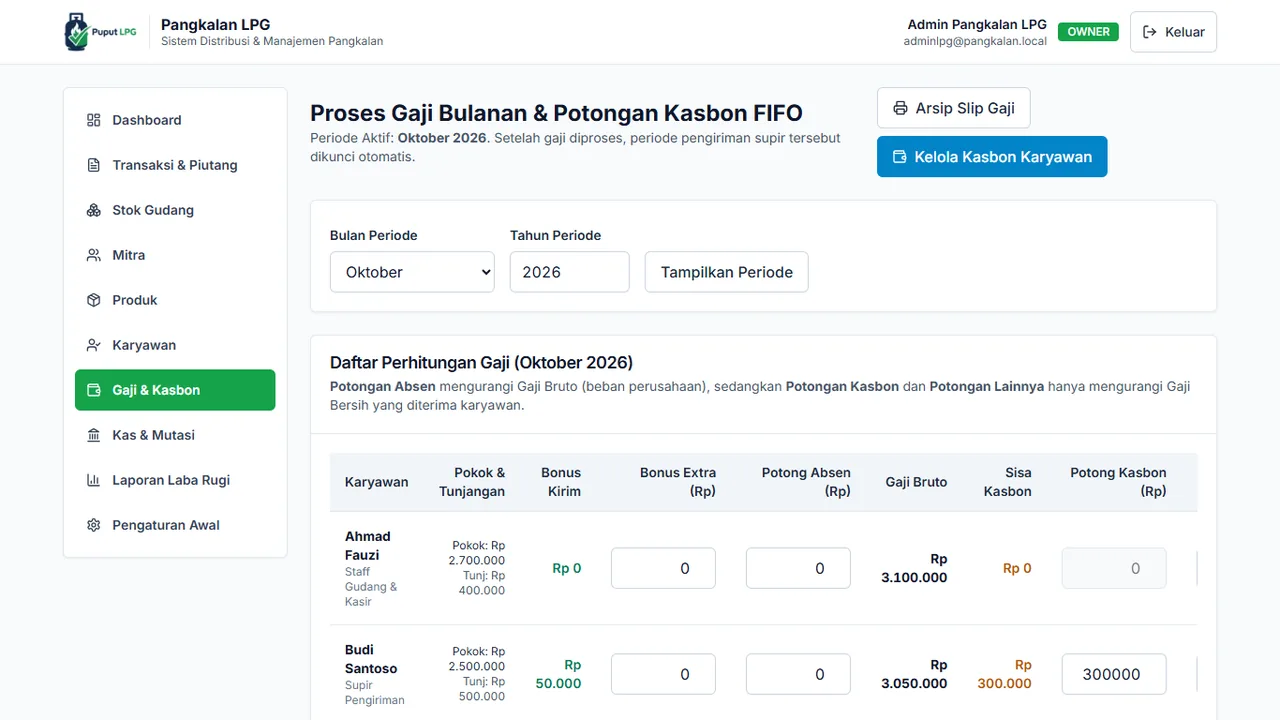 Puput LPG
Pangkalan LPG
Sistem Distribusi & Manajemen Pangkalan
Admin Pangkalan LPG
adminlpg@pangkalan.local
OWNER
Keluar
Dashboard
Transaksi & Piutang
Stok Gudang
Mitra
Produk
Karyawan
Gaji & Kasbon
Kas & Mutasi
Laporan Laba Rugi
Pengaturan Awal
Proses Gaji Bulanan & Potongan Kasbon FIFO
Periode Aktif: Oktober 2026. Setelah gaji diproses, periode pengiriman supir tersebut
dikunci otomatis.
Arsip Slip Gaji
Kelola Kasbon Karyawan
Bulan Periode
Tahun Periode
Oktober
2026
Tampilkan Periode
Daftar Perhitungan Gaji (Oktober 2026)
Potongan Absen mengurangi Gaji Bruto (beban perusahaan), sedangkan Potongan Kasbon dan Potongan Lainnya hanya mengurangi Gaji
Bersih yang diterima karyawan.
Karyawan
Pokok &
Tunjangan
Bonus
Kirim
Bonus Extra
(Rp)
Potong Absen
(Rp)
Gaji Bruto
Sisa
Kasbon
Potong Kasbon
(Rp)
Ahmad
Fauzi
Staff
Gudang &
Kasir
Pokok: Rp
2.700.000
Tunj: Rp
400.000
Rp 0
0
0
Rp
3.100.000
Rp 0
0
Budi
Santoso
Supir
Pengiriman
Pokok: Rp
2.500.000
Tunj: Rp
500.000
Rp
50.000
0
0
Rp
3.050.000
Rp
300.000
300000